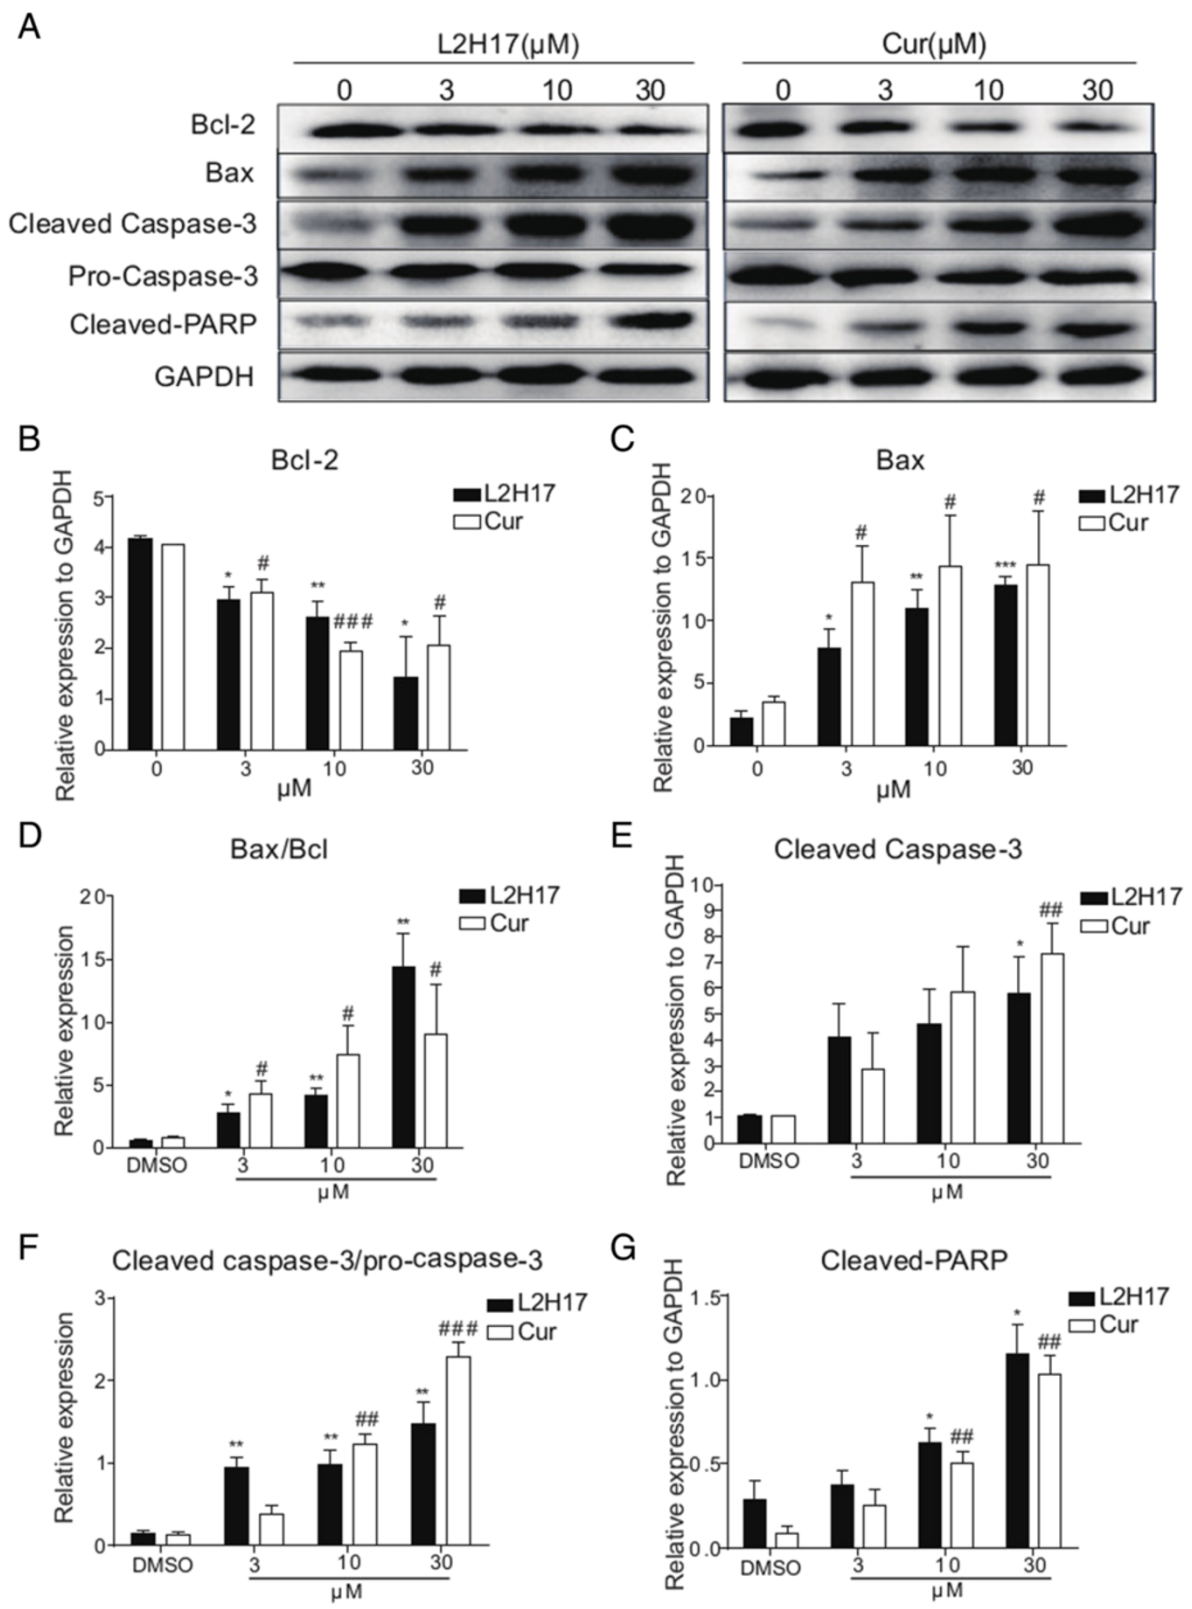 A
L2H17(µM) Cur(µM)
0 3 10 30 0 3 10 30
Bcl-2
Bax
Cleaved Caspase-3
Pro-Caspase-3
Cleaved-PARP
GAPDH
B
Bcl-2
Relative expression to GAPDH
5
4
3
2
1
0
* # ** ### * #
L2H17
Cur
0 3 10 30
µM
C
Bax
Relative expression to GAPDH
20
15
10
5
0
* # ** # *** #
L2H17
Cur
0 3 10 30
µM
D
Bax/Bcl
Relative expression
20
15
10
5
0
* # ** # ** #
L2H17
Cur
DMSO 3 10 30
µM
E
Cleaved Caspase-3
Relative expression to GAPDH
10
9
8
7
6
5
4
3
2
1
0
* ##
L2H17
Cur
DMSO 3 10 30
µM
F
Cleaved caspase-3/pro-caspase-3
Relative expression
3
2
1
0
** ** ## ** ###
L2H17
Cur
DMSO 3 10 30
µM
G
Cleaved-PARP
Relative expression to GAPDH
1.5
1.0
0.5
0.0
* ## * ##
L2H17
Cur
DMSO 3 10 30
µM